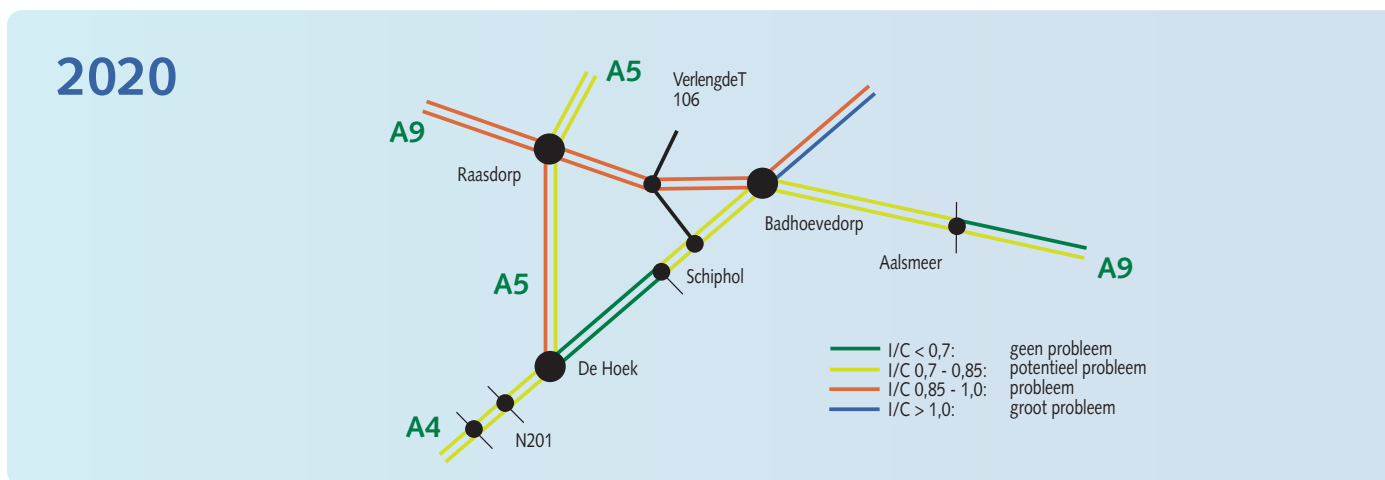 2020
A5
VerlengdeT
106
A9
Raasdorp
Badhoevedorp
Aalsmeer
A9
Schiphol
A5
De Hoek
A4
N201
I/C < 0,7: geen probleem
I/C 0,7 - 0,85: potentieel probleem
I/C 0,85 - 1,0: probleem
I/C > 1,0: groot probleem